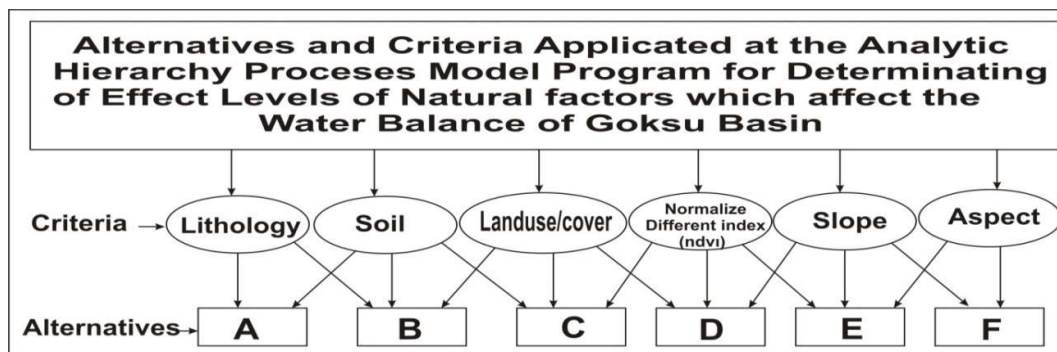 Alternatives and Criteria Applicated at the Analytic
Hierarchy Proceses Model Program for Determinating
of Effect Levels of Natural factors which affect the
Water Balance of Goksu Basin
Criteria
Lithology
Soil
Landuse/cover
Normalize
Different index
(ndvı)
Slope
Aspect
Alternatives
A
B
C
D
E
F